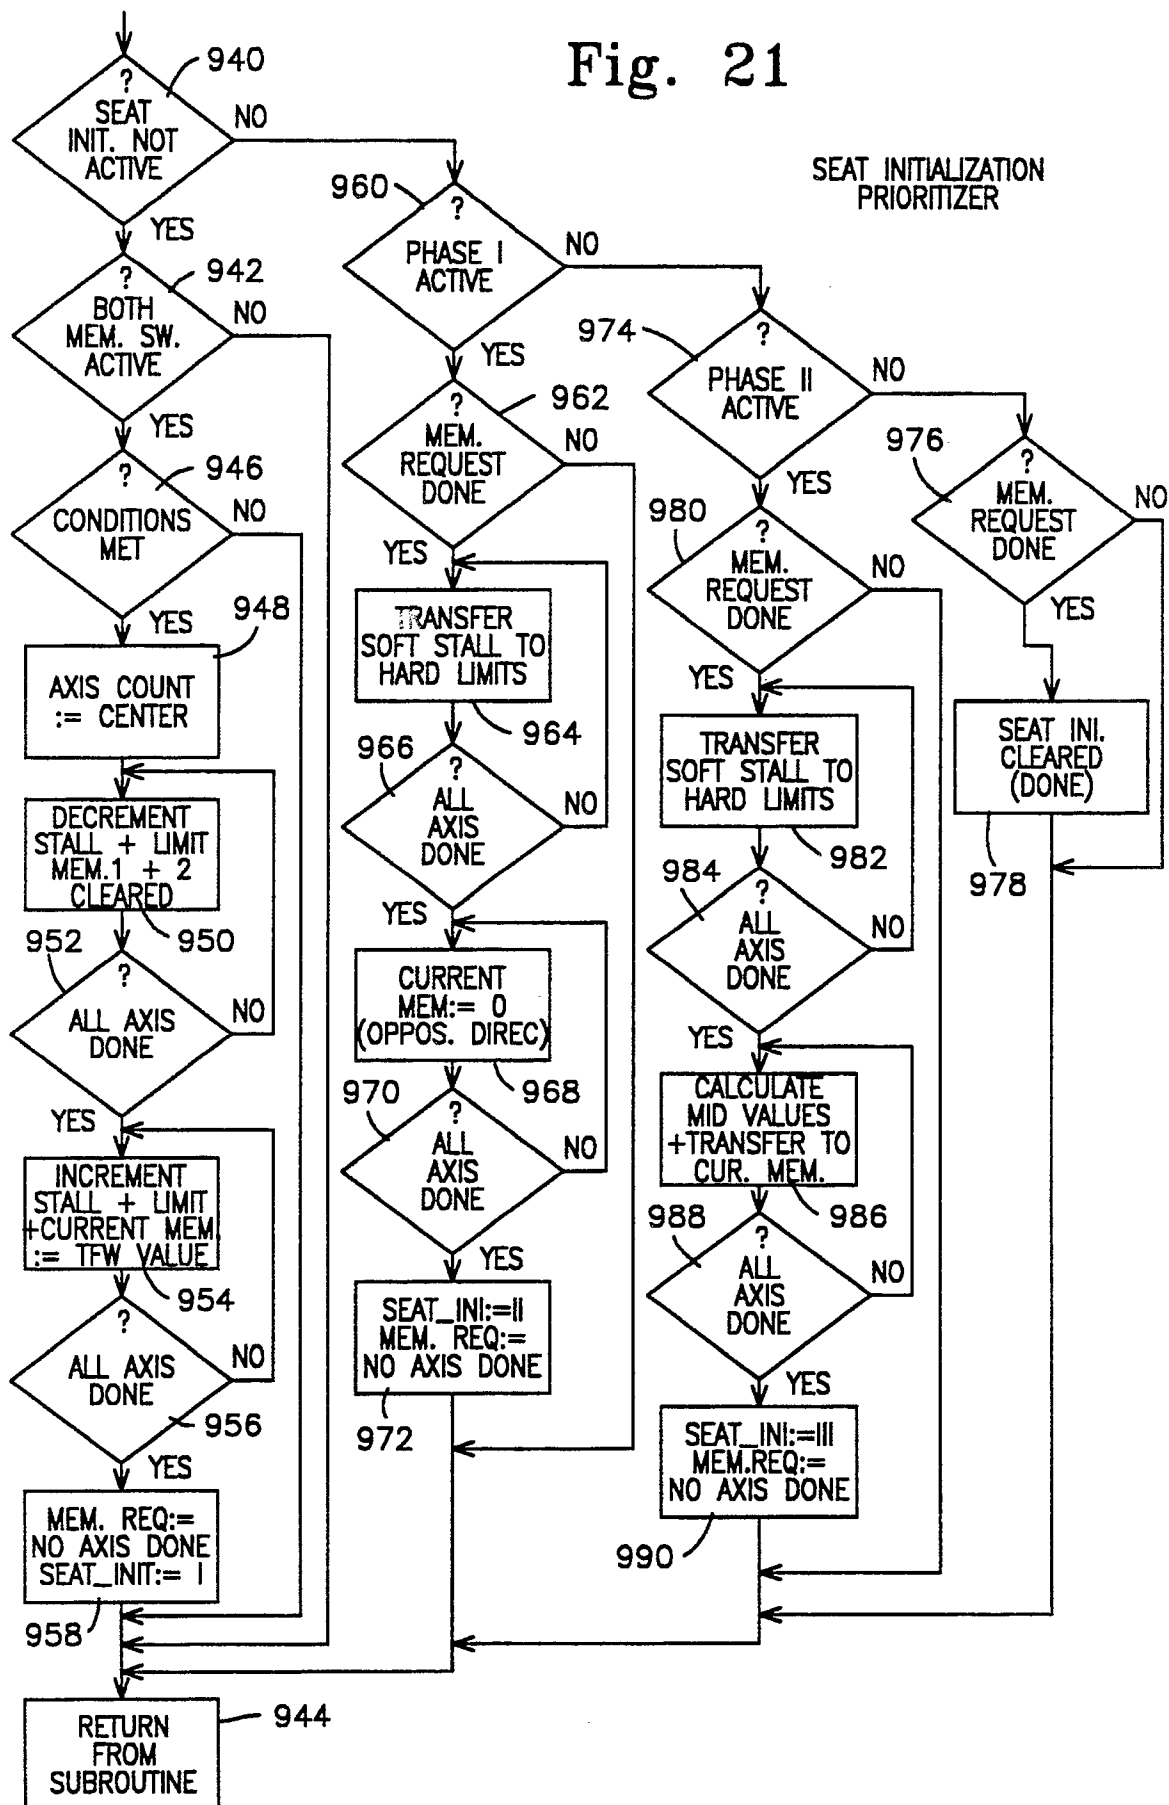 Fig. 21
SEAT INITIALIZATION
PRIORITIZER
?
SEAT
INIT. NOT
ACTIVE
940
NO
YES
?
BOTH
MEM. SW.
ACTIVE
942
NO
YES
?
CONDITIONS
MET
946
NO
YES
948
AXIS COUNT
:= CENTER
DECREMENT
STALL + LIMIT
MEM.1 + 2
CLEARED
950
952
?
ALL AXIS
DONE
NO
YES
INCREMENT
STALL + LIMIT
+CURRENT MEM.
:= TFW VALUE
954
?
ALL AXIS
DONE
NO
956
YES
MEM. REQ:=
NO AXIS DONE
SEAT_INIT:= I
958
RETURN
FROM
SUBROUTINE
944
960
?
PHASE I
ACTIVE
NO
YES
?
MEM.
REQUEST
DONE
962
NO
YES
TRANSFER
SOFT STALL TO
HARD LIMITS
964
966
?
ALL
AXIS
DONE
NO
YES
CURRENT
MEM:= 0
(OPPOS. DIREC)
968
970
?
ALL
AXIS
DONE
NO
YES
SEAT_INI:=II
MEM. REQ:=
NO AXIS DONE
972
974
?
PHASE II
ACTIVE
NO
YES
980
?
MEM.
REQUEST
DONE
NO
YES
TRANSFER
SOFT STALL TO
HARD LIMITS
982
984
?
ALL
AXIS
DONE
NO
YES
CALCULATE
MID VALUES
+TRANSFER TO
CUR. MEM.
986
988
?
ALL
AXIS
DONE
NO
YES
SEAT_INI:=III
MEM.REQ:=
NO AXIS DONE
990
976
?
MEM.
REQUEST
DONE
NO
YES
SEAT INI.
CLEARED
(DONE)
978